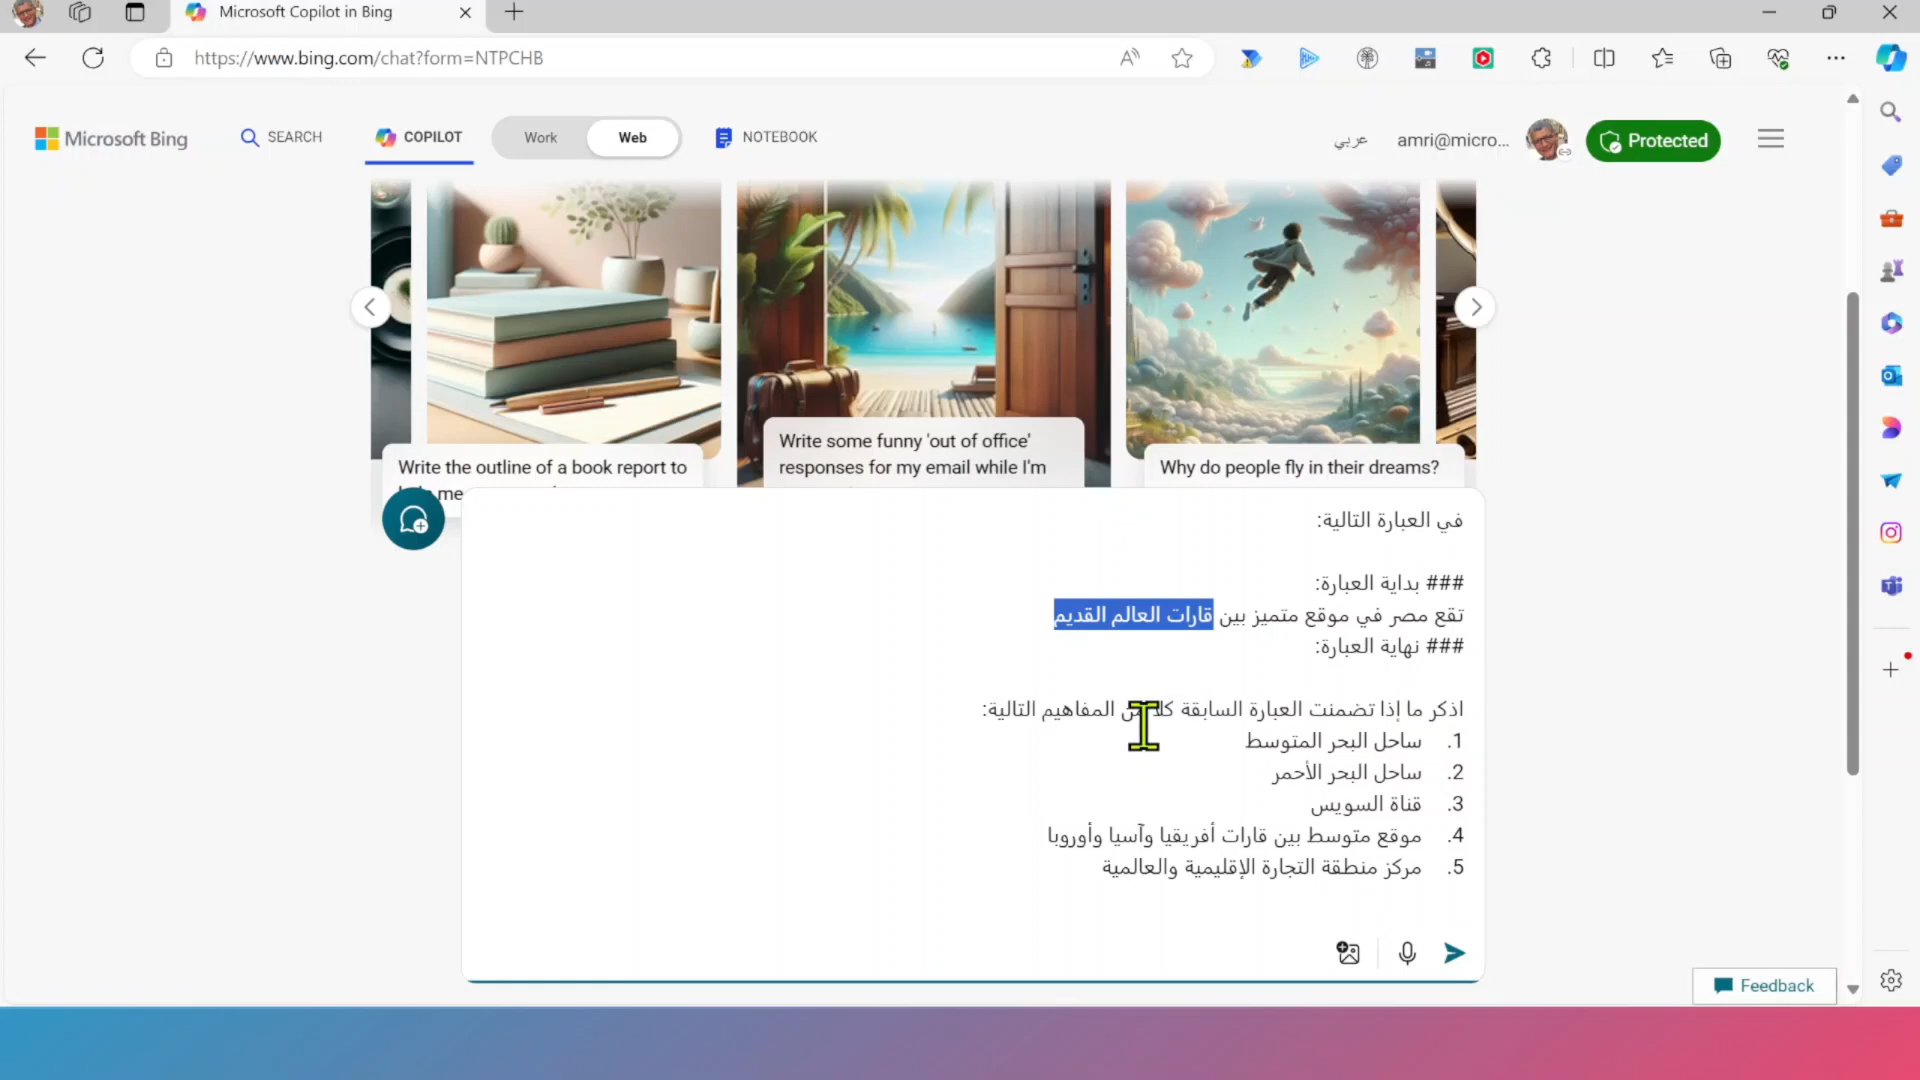 Microsoft Copilot in Bing
https://www.bing.com/chat?form=NTPCHB
Microsoft Bing
SEARCH
COPILOT
Work
Web
NOTEBOOK
عربي
amri@micro...
Protected
Write the outline of a book report to
me
Write some funny 'out of office'
responses for my email while I'm
Why do people fly in their dreams?
في العبارة التالية:
### بداية العبارة:
تقع مصر في موقع متميز بين قارات العالم القديم
### نهاية العبارة:
اذكر ما إذا تضمنت العبارة السابقة كلا من المفاهيم التالية:
1. ساحل البحر المتوسط
2. ساحل البحر الأحمر
3. قناة السويس
4. موقع متوسط بين قارات أفريقيا وآسيا وأوروبا
5. مركز منطقة التجارة الإقليمية والعالمية
Feedback